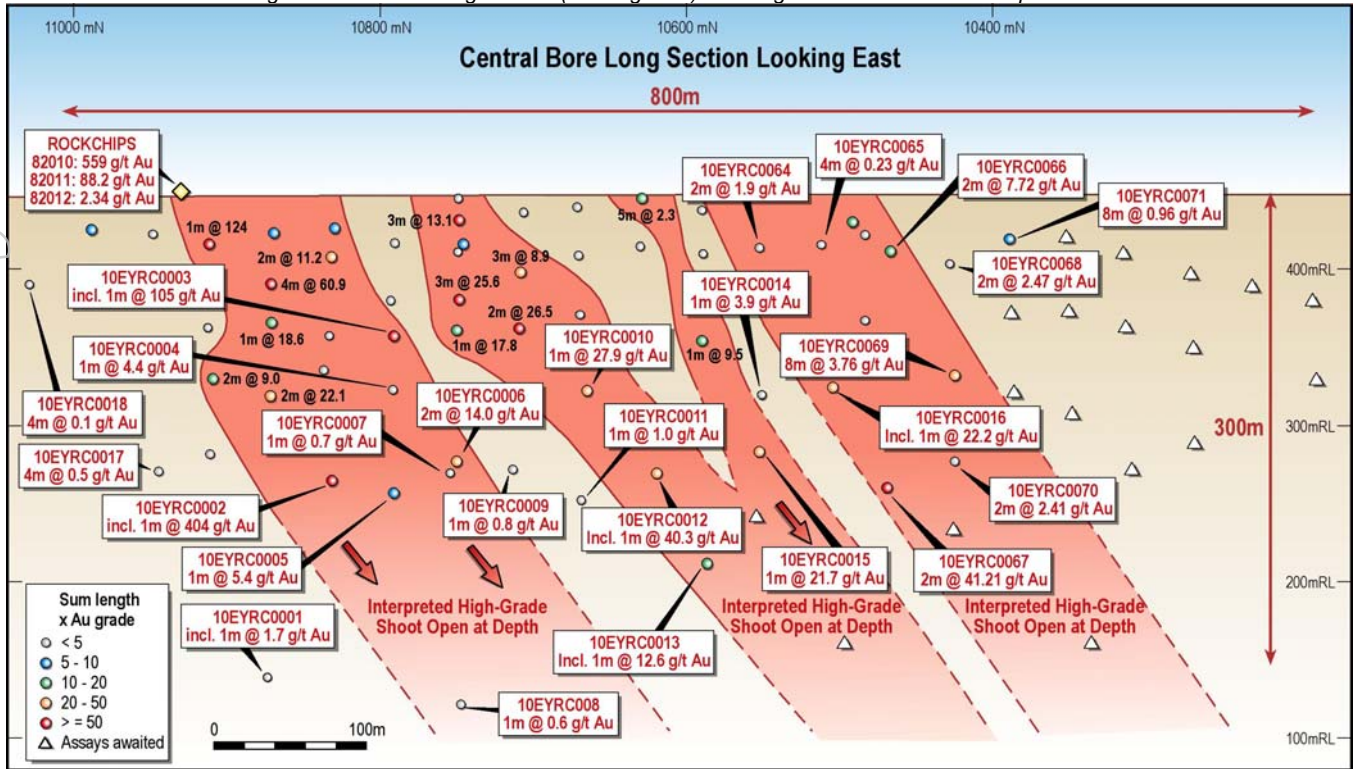 11000 mN
10800 mN
10600 mN
10400 mN
Central Bore Long Section Looking East
800m
ROCKCHIPS
82010: 559 g/t Au
82011: 88.2 g/t Au
82012: 2.34 g/t Au
10EYRC0064
2m @ 1.9 g/t Au
10EYRC0065
4m @ 0.23 g/t Au
10EYRC0066
2m @ 7.72 g/t Au
10EYRC0071
8m @ 0.96 g/t Au
1m @ 124
3m @ 13.1
5m @ 2.3
2m @ 11.2
3m @ 8.9
10EYRC0068
2m @ 2.47 g/t Au
400mRL
10EYRC0003
incl. 1m @ 105 g/t Au
4m @ 60.9
3m @ 25.6
10EYRC0014
1m @ 3.9 g/t Au
2m @ 26.5
1m @ 18.6
1m @ 17.8
10EYRC0010
1m @ 27.9 g/t Au
1m @ 9.5
10EYRC0069
8m @ 3.76 g/t Au
10EYRC0004
1m @ 4.4 g/t Au
2m @ 9.0
2m @ 22.1
10EYRC0006
2m @ 14.0 g/t Au
10EYRC0018
4m @ 0.1 g/t Au
10EYRC0007
1m @ 0.7 g/t Au
10EYRC0011
1m @ 1.0 g/t Au
10EYRC0016
Incl. 1m @ 22.2 g/t Au
300mRL
300m
10EYRC0017
4m @ 0.5 g/t Au
10EYRC0002
incl. 1m @ 404 g/t Au
10EYRC0009
1m @ 0.8 g/t Au
10EYRC0012
Incl. 1m @ 40.3 g/t Au
10EYRC0070
2m @ 2.41 g/t Au
10EYRC0005
1m @ 5.4 g/t Au
10EYRC0015
1m @ 21.7 g/t Au
10EYRC0067
2m @ 41.21 g/t Au
200mRL
Interpreted High-Grade
Shoot Open at Depth
Interpreted High-Grade
Shoot Open at Depth
Interpreted High-Grade
Shoot Open at Depth
10EYRC0001
incl. 1m @ 1.7 g/t Au
10EYRC0013
Incl. 1m @ 12.6 g/t Au
10EYRC008
1m @ 0.6 g/t Au
Sum length
x Au grade
< 5
5 - 10
10 - 20
20 - 50
> = 50
Assays awaited
0
100m
100mRL